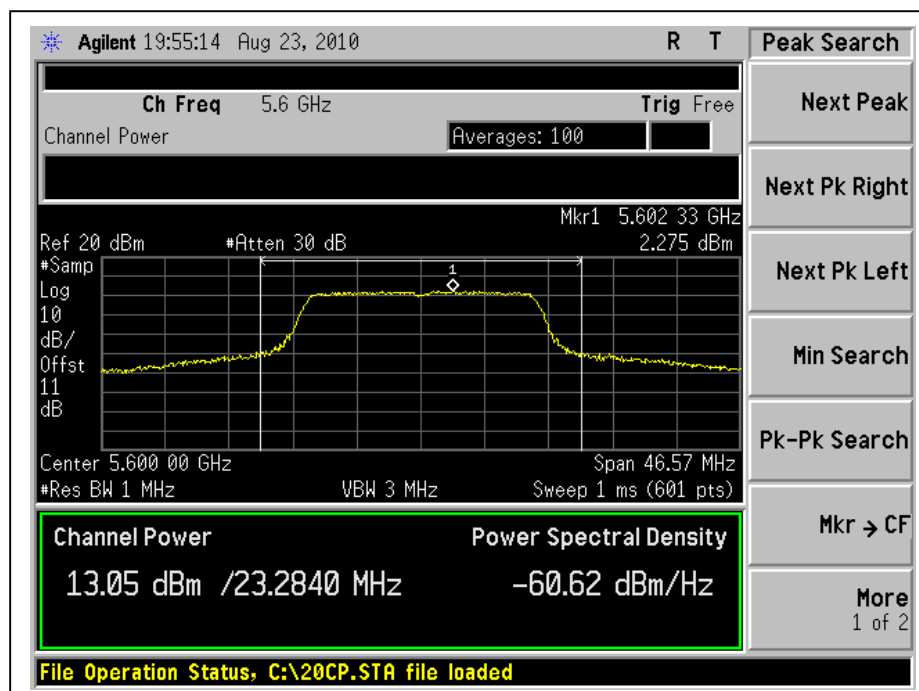 Agilent 19:55:14 Aug 23, 2010 R T
Peak Search
Ch Freq 5.6 GHz Trig Free
Channel Power Averages: 100
Mkr1 5.602 33 GHz
Ref 20 dBm #Atten 30 dB 2.275 dBm
#Samp
Log
10
dB/
Offst
11
dB
1
Center 5.600 00 GHz Span 46.57 MHz
#Res BW 1 MHz VBW 3 MHz Sweep 1 ms (601 pts)
Channel Power Power Spectral Density
13.05 dBm /23.2840 MHz -60.62 dBm/Hz
File Operation Status, C:\20CP.STA file loaded
Next Peak
Next Pk Right
Next Pk Left
Min Search
Pk-Pk Search
Mkr → CF
More
1 of 2